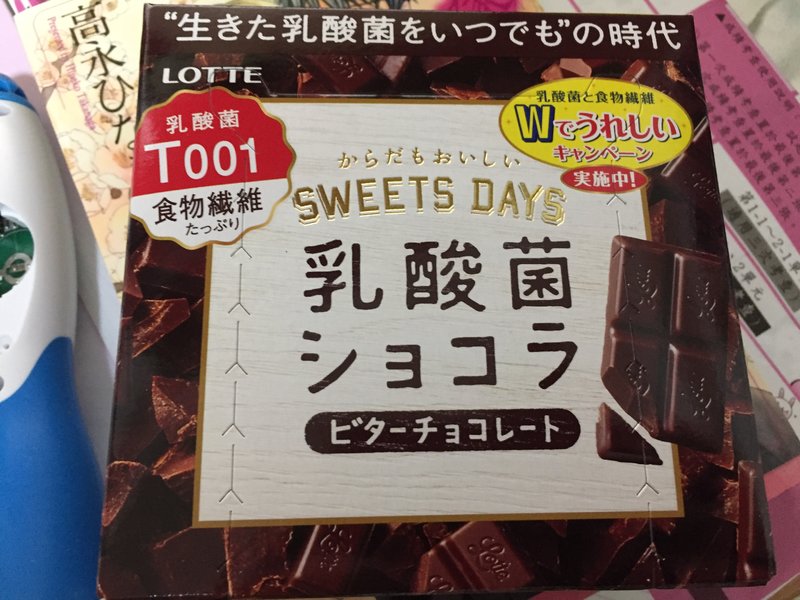 “生きた乳酸菌をいつでも”の時代
LOTTE
乳酸菌
T001
食物繊維
たっぷり
乳酸菌と食物繊維
Wでうれしい
キャンペーン
実施中!
からだもおいしい
SWEETS DAYS
乳酸菌
ショコラ
ビターチョコレート
高永ひな